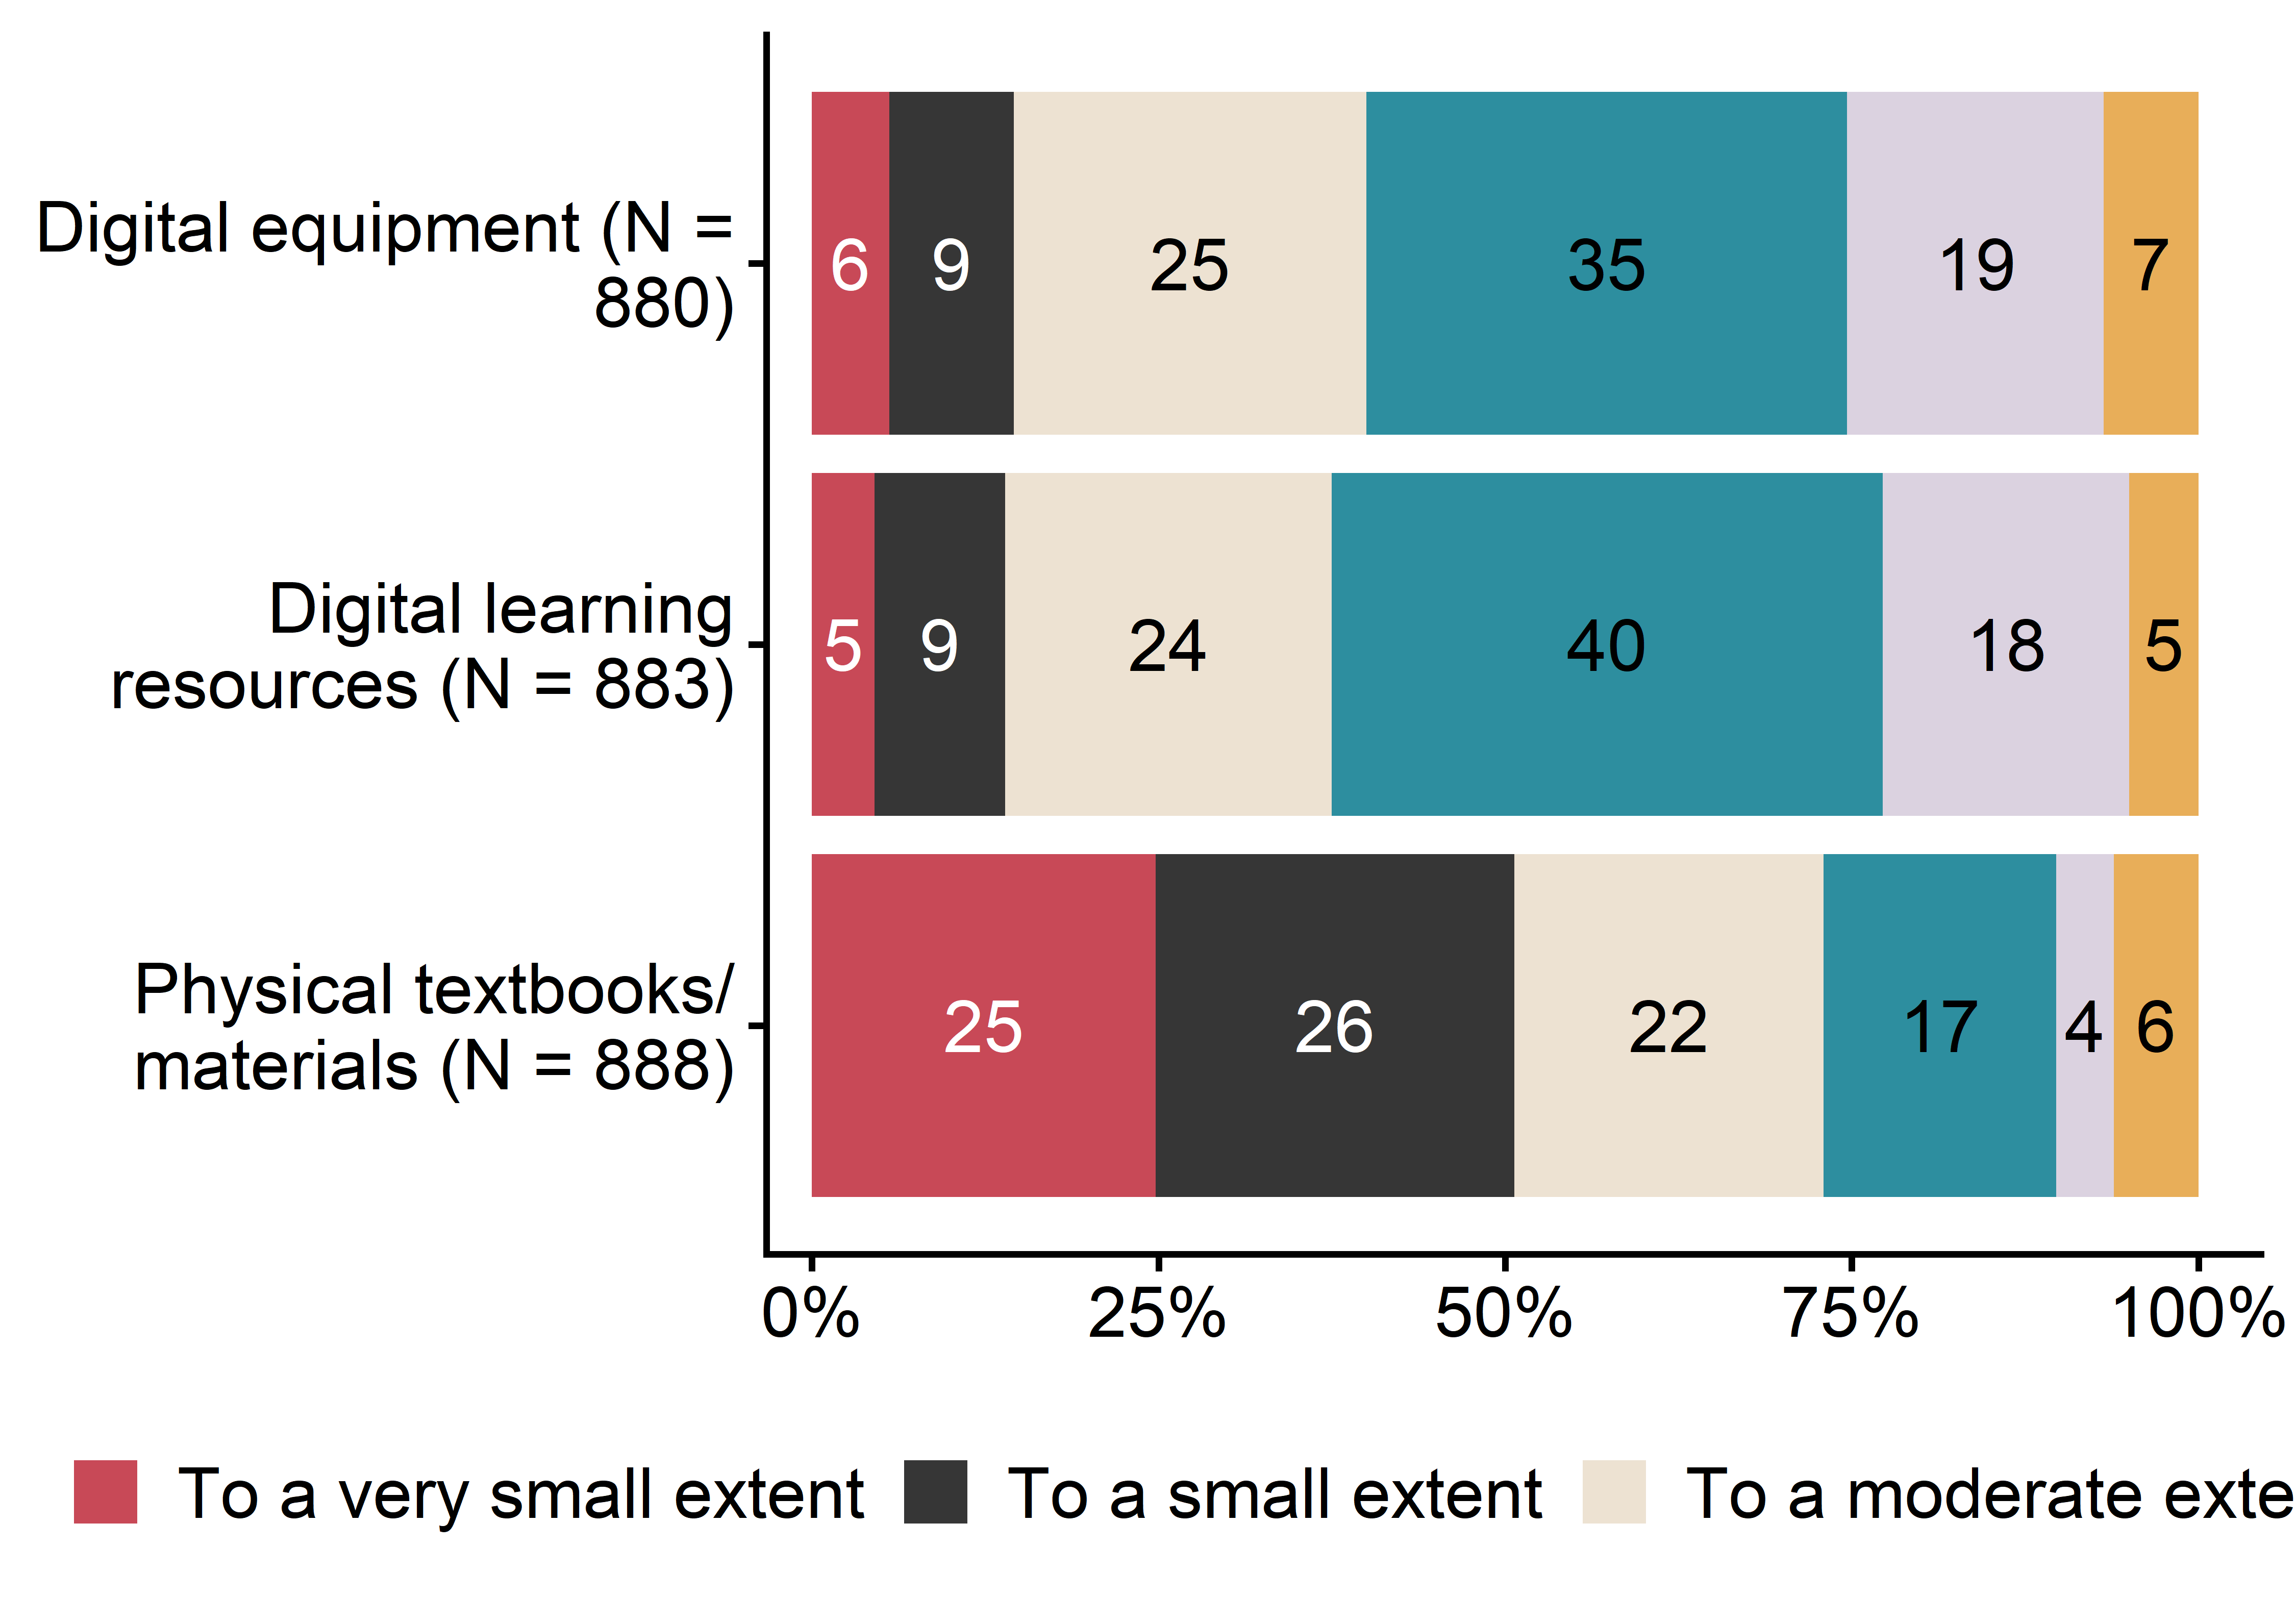 Digital equipment (N =
880)
6 9 25 35 19 7
Digital learning
resources (N = 883)
5 9 24 40 18 5
Physical textbooks/
materials (N = 888)
25 26 22 17 4 6
0% 25% 50% 75% 100%
To a very small extent To a small extent To a moderate exte